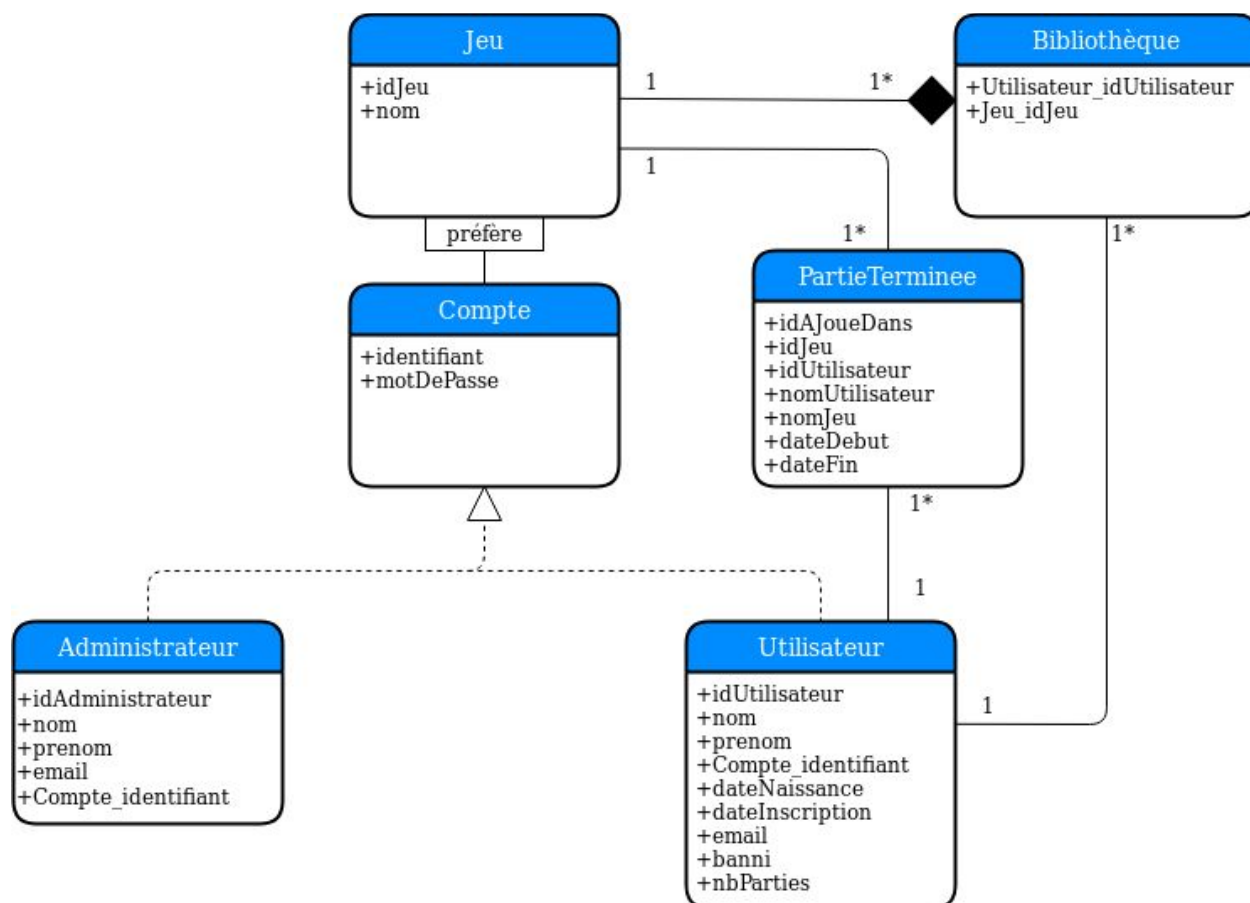 Jeu
+idJeu
+nom
1
1*
Bibliothèque
+Utilisateur_idUtilisateur
+Jeu_idJeu
1
1*
1*
préfère
Compte
+identifiant
+motDePasse
PartieTerminee
+idAJoueDans
+idJeu
+idUtilisateur
+nomUtilisateur
+nomJeu
+dateDebut
+dateFin
1*
1
Administrateur
+idAdministrateur
+nom
+prenom
+email
+Compte_identifiant
Utilisateur
+idUtilisateur
+nom
+prenom
+Compte_identifiant
+dateNaissance
+dateInscription
+email
+banni
+nbParties
1